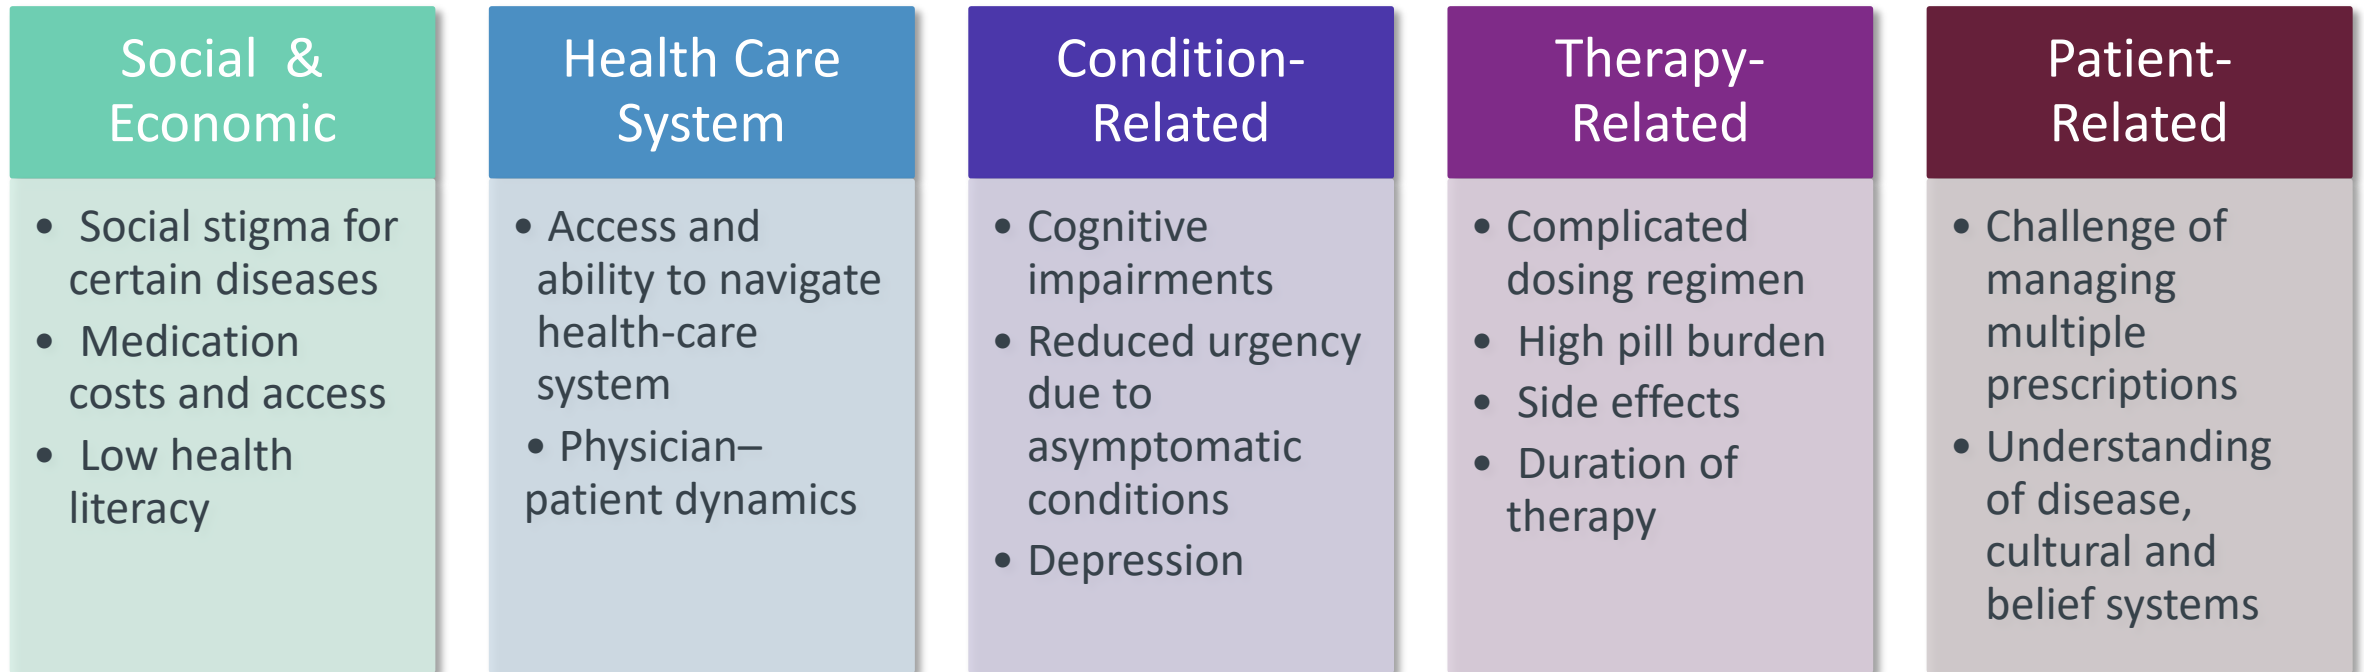 Social & 
Economic
• Social stigma for
certain diseases
• Medication
costs and access
• Low health
literacy
Health Care
System
• Access and
ability to navigate
health-care
system
• Physician–
patient dynamics
Condition-
Related
• Cognitive
impairments
• Reduced urgency
due to
asymptomatic
conditions
• Depression
Therapy-
Related
• Complicated
dosing regimen
• High pill burden
• Side effects
• Duration of
therapy
Patient-
Related
• Challenge of
managing
multiple
prescriptions
• Understanding
of disease,
cultural and
belief systems